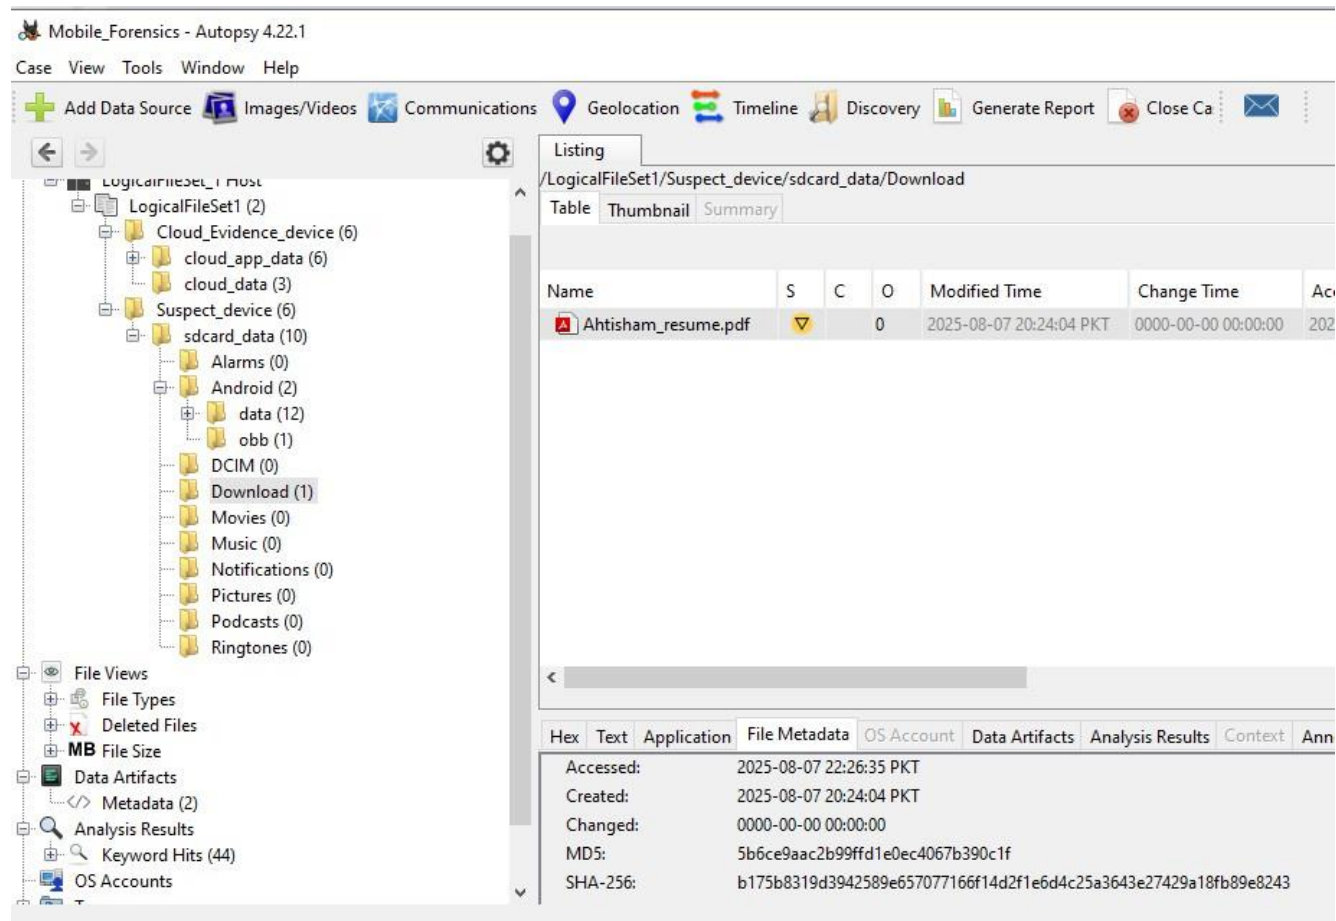 Mobile_Forensics - Autopsy 4.22.1
Case View Tools Window Help
Add Data Source Images/Videos Communications Geolocation Timeline Discovery Generate Report Close Ca
LogicalFileSet_1 Host
LogicalFileSet1 (2)
Cloud_Evidence_device (6)
cloud_app_data (6)
cloud_data (3)
Suspect_device (6)
sdcard_data (10)
Alarms (0)
Android (2)
data (12)
obb (1)
DCIM (0)
Download (1)
Movies (0)
Music (0)
Notifications (0)
Pictures (0)
Podcasts (0)
Ringtones (0)
File Views
File Types
Deleted Files
MB File Size
Data Artifacts
Metadata (2)
Analysis Results
Keyword Hits (44)
OS Accounts
Listing
/LogicalFileSet1/Suspect_device/sdcard_data/Download
Table Thumbnail Summary
Name S C O Modified Time Change Time Acc
Ahtisham_resume.pdf 0 2025-08-07 20:24:04 PKT 0000-00-00 00:00:00 202
Hex Text Application File Metadata OS Account Data Artifacts Analysis Results Context Ann
Accessed: 2025-08-07 22:26:35 PKT
Created: 2025-08-07 20:24:04 PKT
Changed: 0000-00-00 00:00:00
MD5: 5b6ce9aac2b99ffd1e0ec4067b390c1f
SHA-256: b175b8319d3942589e657077166f14d2f1e6d4c25a3643e27429a18fb89e8243